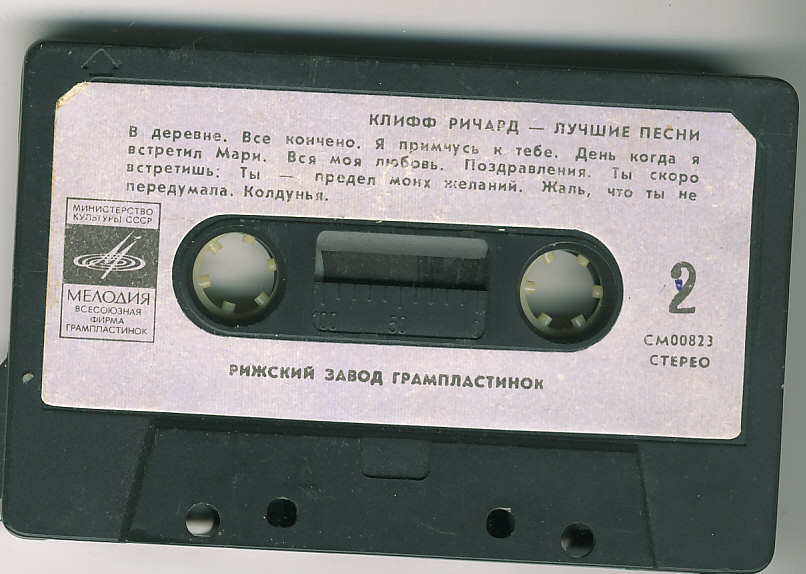 КЛИФФ РИЧАРД — ЛУЧШИЕ ПЕСНИ
В деревне. Все кончено. Я примчусь к тебе. День когда я
встретил Мари. Вся моя любовь. Поздравления. Ты скоро
встретишь: Ты — предел моих желаний. Жаль, что ты не
передумала. Колдунья.
МИНИСТЕРСТВО
КУЛЬТУРЫ СССР
МЕЛОДИЯ
ВСЕСОЮЗНАЯ
ФИРМА
ГРАМПЛАСТИНОК
100 50
2
СМ00823
СТЕРЕО
РИЖСКИЙ ЗАВОД ГРАМПЛАСТИНОК